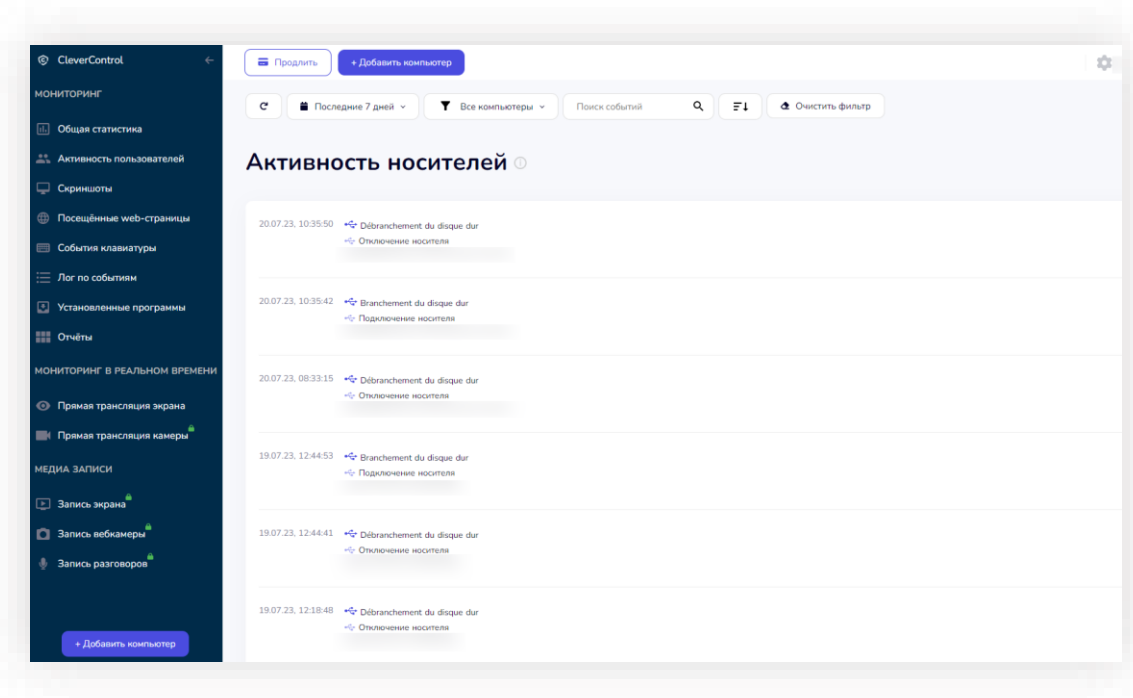 CleverControl
МОНИТОРИНГ
Общая статистика
Активность пользователей
Скриншоты
Посещённые web-страницы
События клавиатуры
Лог по событиям
Установленные программы
Отчёты
МОНИТОРИНГ В РЕАЛЬНОМ ВРЕМЕНИ
Прямая трансляция экрана
Прямая трансляция камеры
МЕДИА ЗАПИСИ
Запись экрана
Запись вебкамеры
Запись разговоров
+ Добавить компьютер
Продлить + Добавить компьютер
Последние 7 дней Все компьютеры Поиск событий Очистить фильтр
Активность носителей
20.07.23, 10:35:50 Débranchement du disque dur
Отключение носителя
20.07.23, 10:35:42 Branchement du disque dur
Подключение носителя
20.07.23, 08:33:15 Débranchement du disque dur
Отключение носителя
19.07.23, 12:44:53 Branchement du disque dur
Подключение носителя
19.07.23, 12:44:41 Débranchement du disque dur
Отключение носителя
19.07.23, 12:18:48 Débranchement du disque dur
Отключение носителя